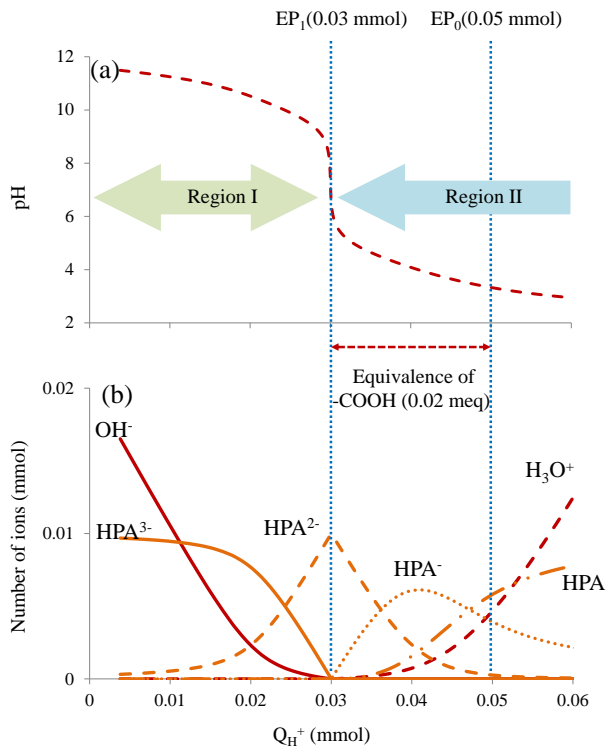 EP₁(0.03 mmol) EP₀(0.05 mmol)
12
(a)
10
8
pH
6
4
2
Region I
Region II
Equivalence of
-COOH (0.02 meq)
0.02
(b)
OH⁻
H₃O⁺
Number of ions (mmol)
0.01
HPA³⁻
HPA²⁻
HPA⁻
HPA
0
0 0.01 0.02 0.03 0.04 0.05 0.06
Q_H⁺ (mmol)